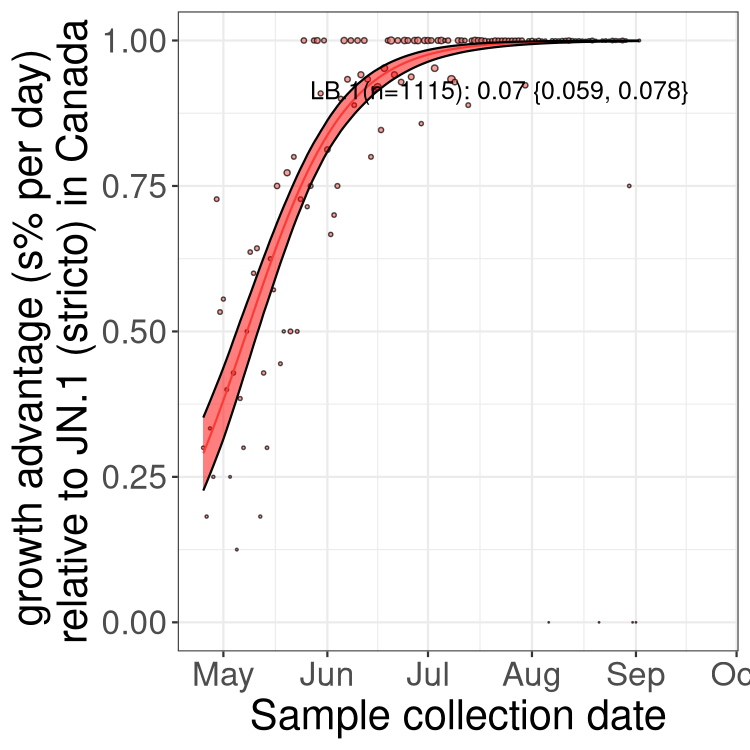 growth advantage (s% per day)
relative to JN.1 (stricto) in Canada
1.00
0.75
0.50
0.25
0.00
LB.1(n=1115): 0.07 {0.059, 0.078}
May Jun Jul Aug Sep Oc
Sample collection date